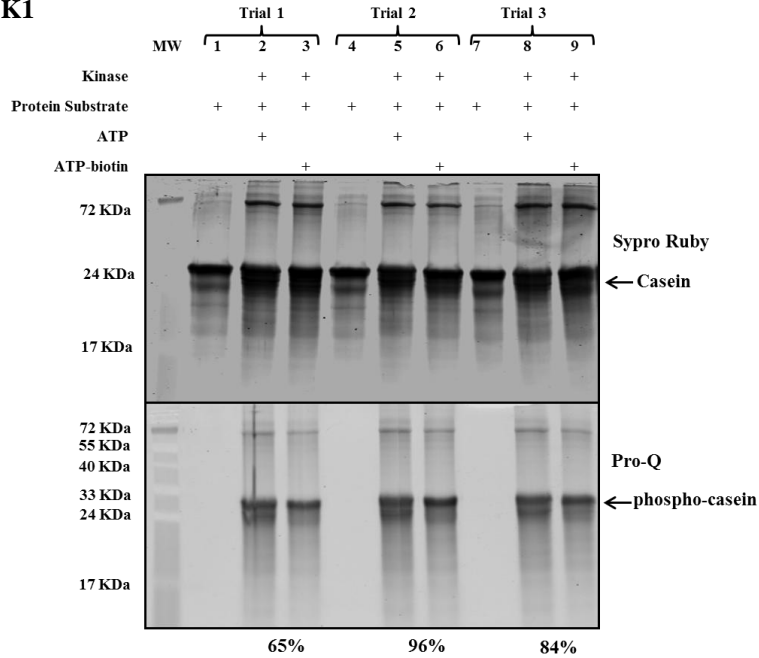 K1
Trial 1 Trial 2 Trial 3
MW 1 2 3 4 5 6 7 8 9
Kinase + + + + + +
Protein Substrate + + + + + + + + +
ATP + + +
ATP-biotin + + +
72 KDa
Sypro Ruby
24 KDa
Casein
17 KDa
72 KDa
55 KDa
40 KDa
Pro-Q
33 KDa
phospho-casein
24 KDa
17 KDa
65% 96% 84%